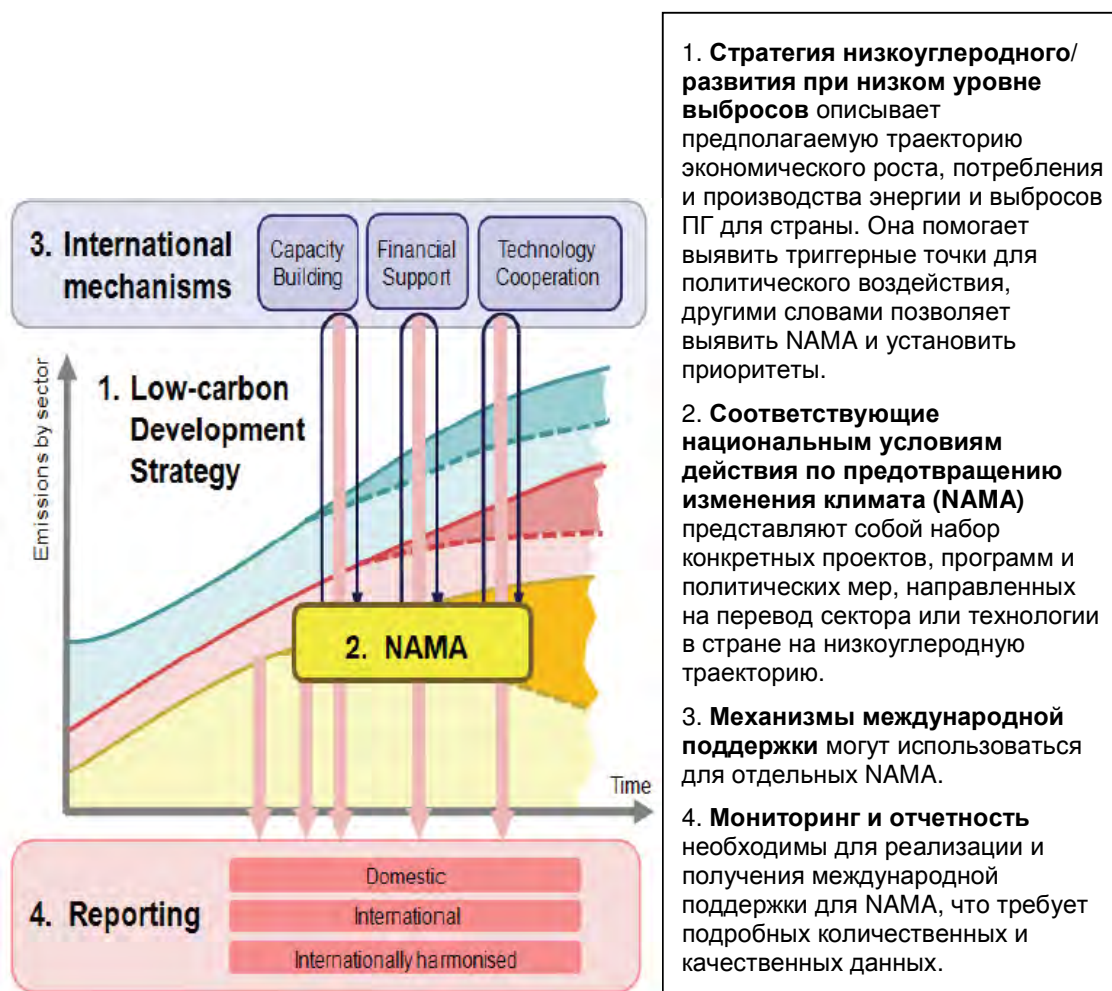 3. International
mechanisms
Capacity
Building
Financial
Support
Technology
Cooperation
Emissions by sector
1. Low-carbon
Development
Strategy
2. NAMA
Time
4. Reporting
Domestic
International
Internationally harmonised
1. Стратегия низкоуглеродного/
развития при низком уровне
выбросов описывает
предполагаемую траекторию
экономического роста, потребления
и производства энергии и выбросов
ПГ для страны. Она помогает
выявить триггерные точки для
политического воздействия,
другими словами позволяет
выявить NAMA и установить
приоритеты.
2. Соответствующие
национальным условиям
действия по предотвращению
изменения климата (NAMA)
представляют собой набор
конкретных проектов, программ и
политических мер, направленных
на перевод сектора или технологии
в стране на низкоуглеродную
траекторию.
3. Механизмы международной
поддержки могут использоваться
для отдельных NAMA.
4. Мониторинг и отчетность
необходимы для реализации и
получения международной
поддержки для NAMA, что требует
подробных количественных и
качественных данных.